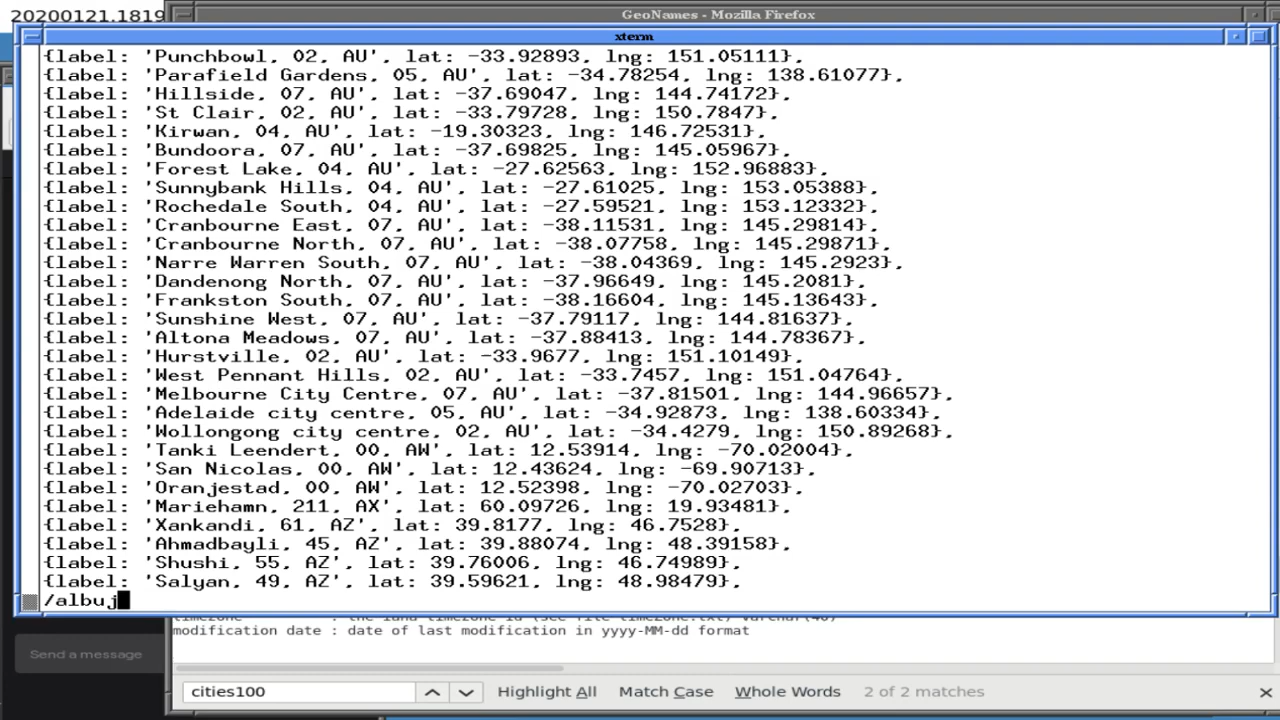 20200121.1819
GeoNames - Mozilla Firefox
xterm
{label: 'Punchbowl, 02, AU', lat: -33.92893, lng: 151.05111},
{label: 'Parafield Gardens, 05, AU', lat: -34.78254, lng: 138.61077},
{label: 'Hillside, 07, AU', lat: -37.69047, lng: 144.74172},
{label: 'St Clair, 02, AU', lat: -33.79728, lng: 150.7847},
{label: 'Kirwan, 04, AU', lat: -19.30323, lng: 146.72531},
{label: 'Bundoora, 07, AU', lat: -37.69825, lng: 145.05967},
{label: 'Forest Lake, 04, AU', lat: -27.62563, lng: 152.96883},
{label: 'Sunnybank Hills, 04, AU', lat: -27.61025, lng: 153.05388},
{label: 'Rochedale South, 04, AU', lat: -27.59521, lng: 153.12332},
{label: 'Cranbourne East, 07, AU', lat: -38.11531, lng: 145.29814},
{label: 'Cranbourne North, 07, AU', lat: -38.07758, lng: 145.29871},
{label: 'Narre Warren South, 07, AU', lat: -38.04369, lng: 145.2923},
{label: 'Dandenong North, 07, AU', lat: -37.96649, lng: 145.2081},
{label: 'Frankston South, 07, AU', lat: -38.16604, lng: 145.13643},
{label: 'Sunshine West, 07, AU', lat: -37.79117, lng: 144.81637},
{label: 'Altona Meadows, 07, AU', lat: -37.88413, lng: 144.78367},
{label: 'Hurstville, 02, AU', lat: -33.9677, lng: 151.10149},
{label: 'West Pennant Hills, 02, AU', lat: -33.7457, lng: 151.04764},
{label: 'Melbourne City Centre, 07, AU', lat: -37.81501, lng: 144.96657},
{label: 'Adelaide city centre, 05, AU', lat: -34.92873, lng: 138.60334},
{label: 'Wollongong city centre, 02, AU', lat: -34.4279, lng: 150.89268},
{label: 'Tanki Leendert, 00, AW', lat: 12.53914, lng: -70.02004},
{label: 'San Nicolas, 00, AW', lat: 12.43624, lng: -69.90713},
{label: 'Oranjestad, 00, AW', lat: 12.52398, lng: -70.02703},
{label: 'Mariehamn, 211, AX', lat: 60.09726, lng: 19.93481},
{label: 'Xankandi, 61, AZ', lat: 39.8177, lng: 46.7528},
{label: 'Ahmadbayli, 45, AZ', lat: 39.88074, lng: 48.39158},
{label: 'Shushi, 55, AZ', lat: 39.76006, lng: 46.74989},
{label: 'Salyan, 49, AZ', lat: 39.59621, lng: 48.98479},
/albuj
modification date : date of last modification in yyyy-MM-dd format
Send a message
cities100 Highlight All Match Case Whole Words 2 of 2 matches